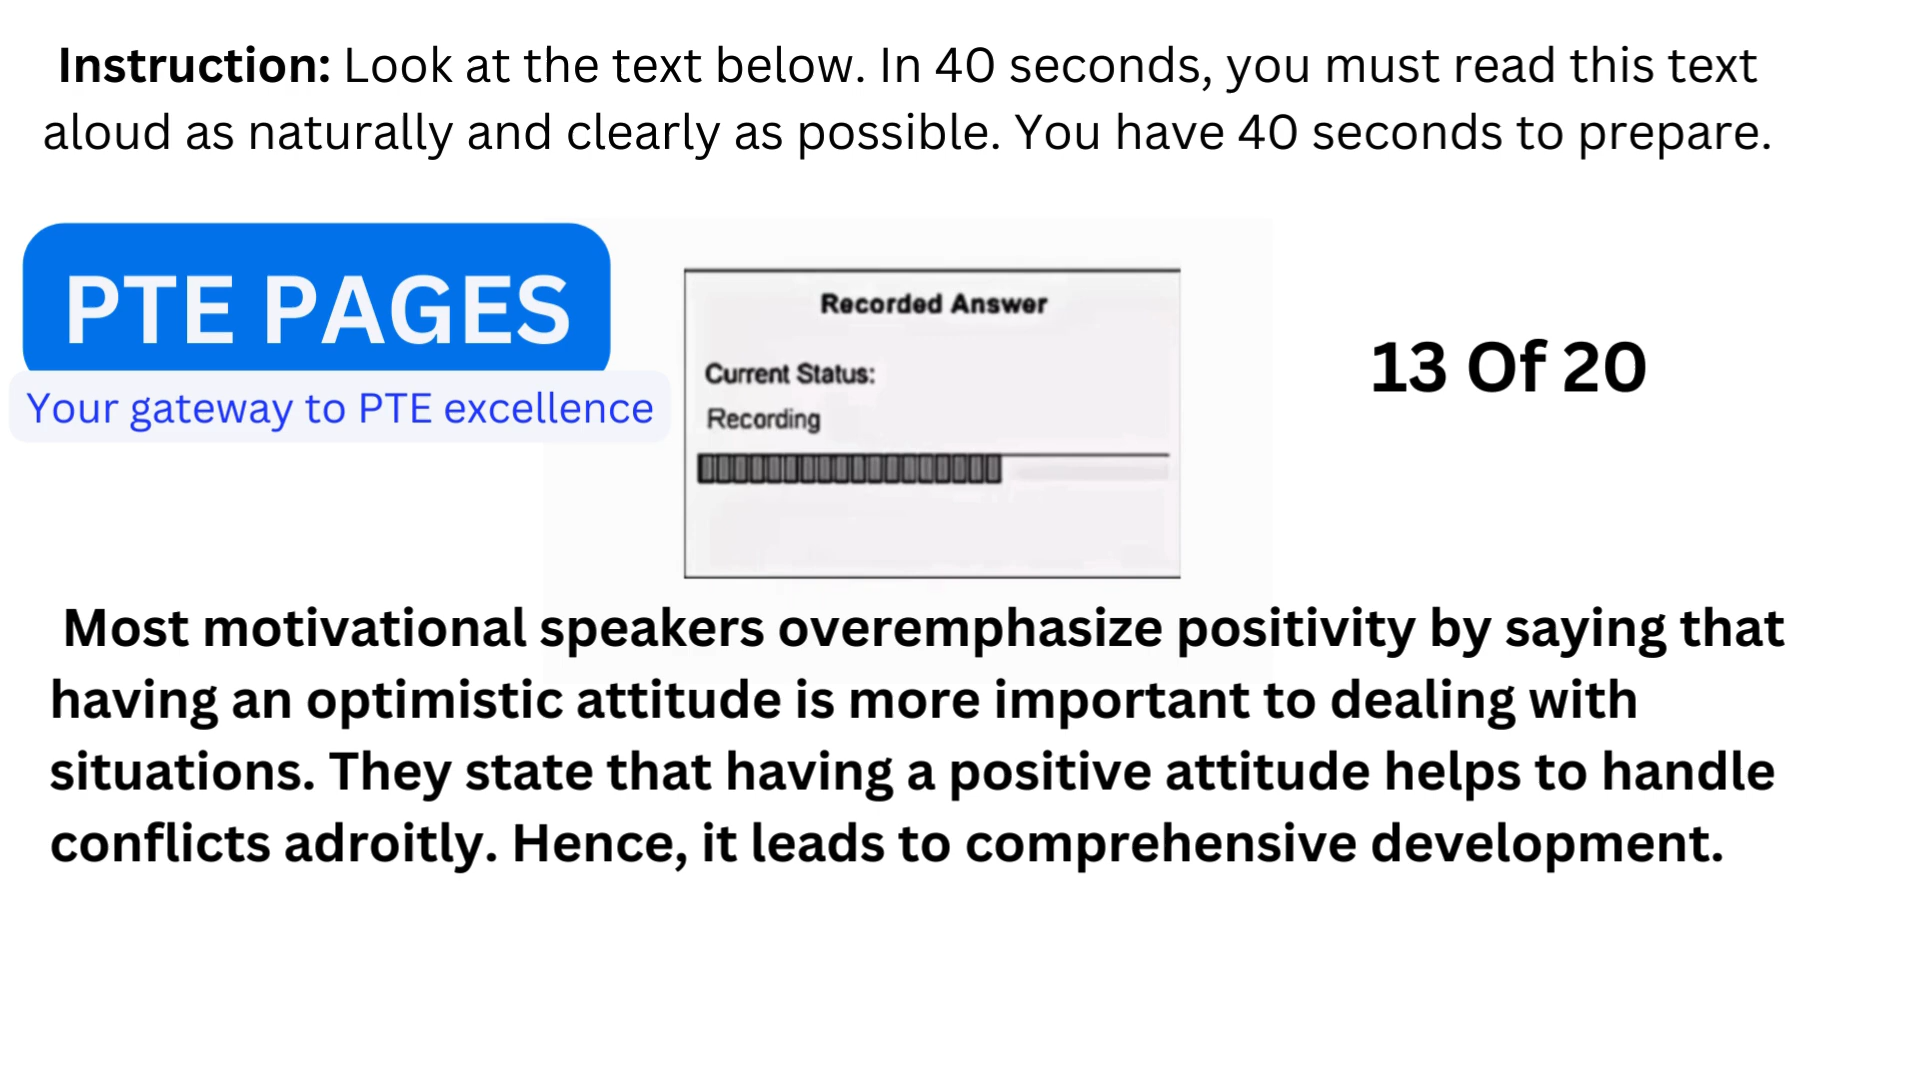 Instruction: Look at the text below. In 40 seconds, you must read this text
aloud as naturally and clearly as possible. You have 40 seconds to prepare.
PTE PAGES
Your gateway to PTE excellence
Recorded Answer
Current Status:
Recording
13 Of 20
Most motivational speakers overemphasize positivity by saying that
having an optimistic attitude is more important to dealing with
situations. They state that having a positive attitude helps to handle
conflicts adroitly. Hence, it leads to comprehensive development.